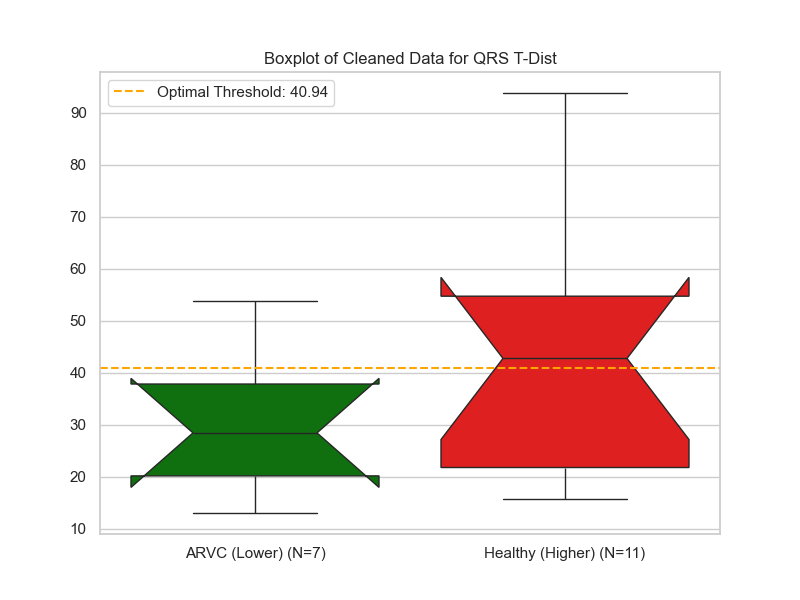 Boxplot of Cleaned Data for QRS T-Dist
Optimal Threshold: 40.94
90
80
70
60
50
40
30
20
10
ARVC (Lower) (N=7)
Healthy (Higher) (N=11)